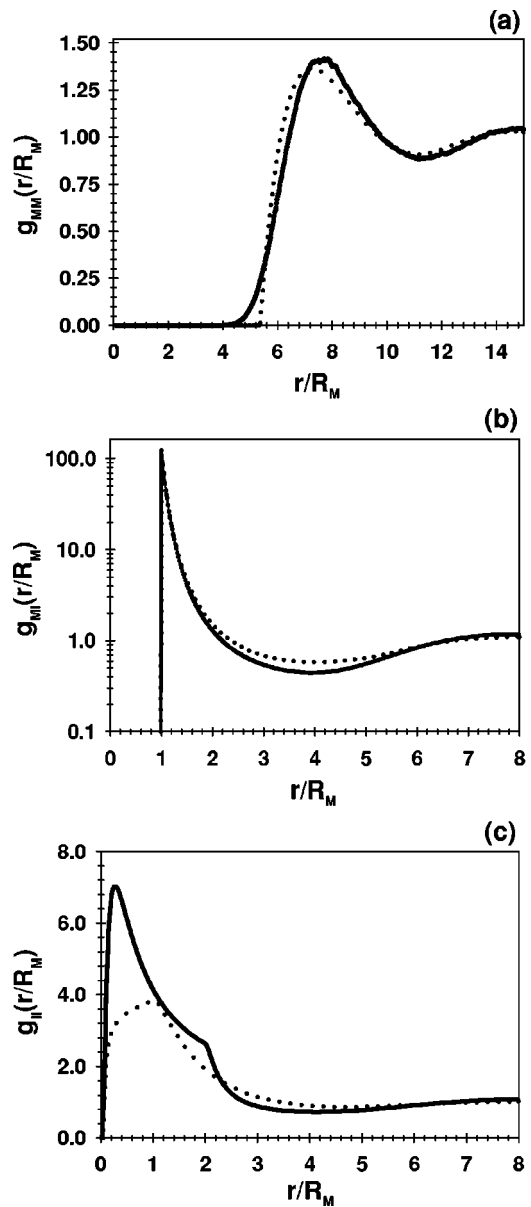 (a)
g_MM(r/R_M)
1.50
1.25
1.00
0.75
0.50
0.25
0.00
0 2 4 6 8 10 12 14
r/R_M
(b)
g_MI(r/R_M)
100.0
10.0
1.0
0.1
0 1 2 3 4 5 6 7 8
r/R_M
(c)
g_II(r/R_M)
8.0
6.0
4.0
2.0
0.0
0 1 2 3 4 5 6 7 8
r/R_M